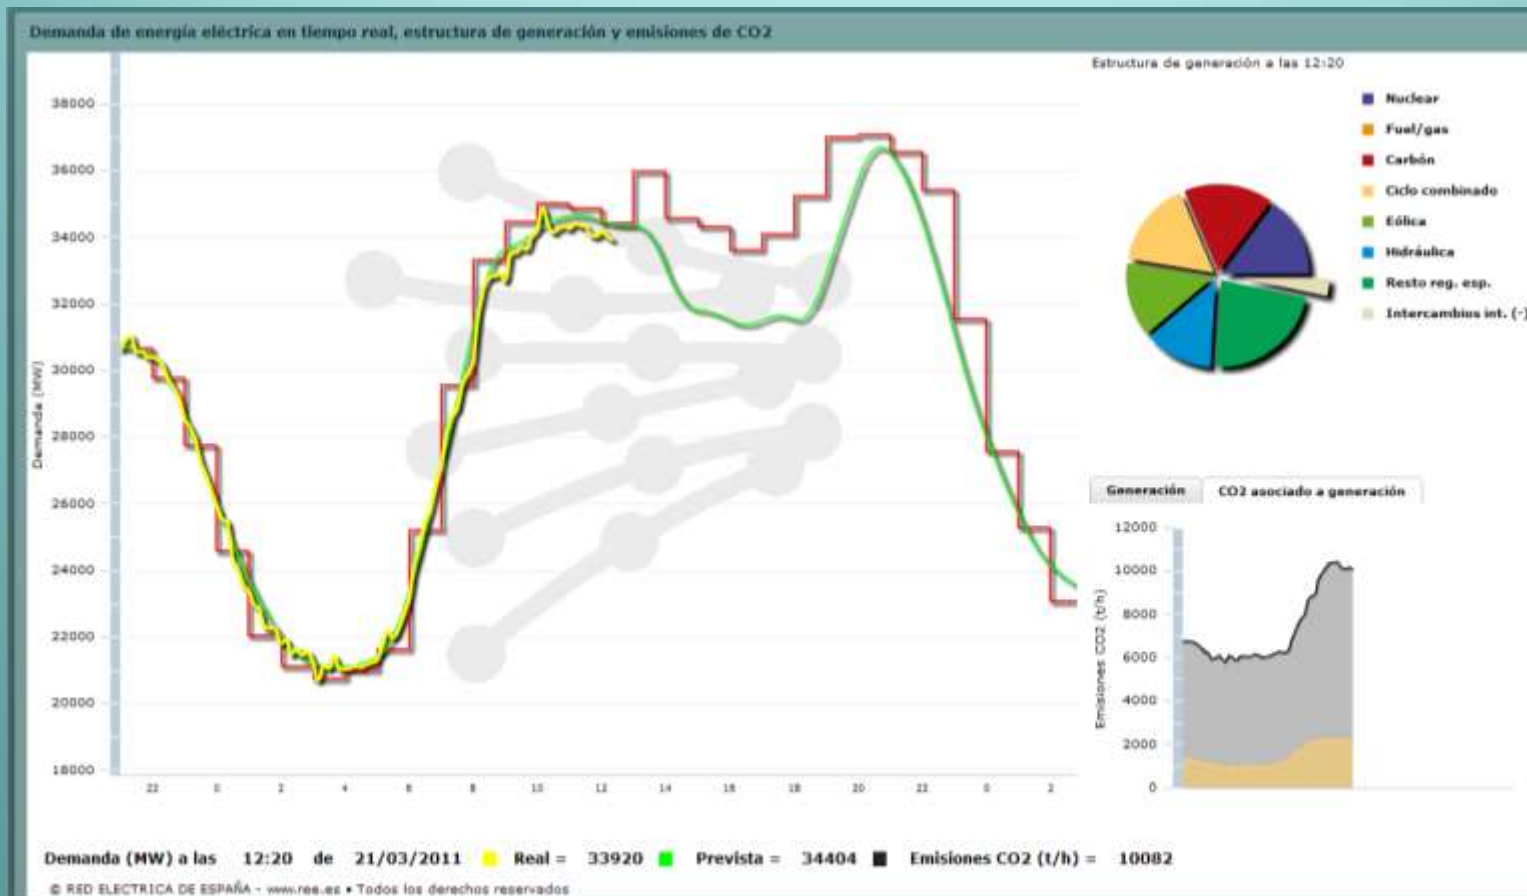 Demanda de energía eléctrica en tiempo real, estructura de generación y emisiones de CO2
Estructura de generación a las 12:20
Nuclear
Fuel/gas
Carbón
Ciclo combinado
Eólica
Hidráulica
Resto reg. esp.
Intercambios int. (-)
Demanda (MW)
38000
36000
34000
32000
30000
28000
26000
24000
22000
20000
18000
22 0 2 4 6 8 10 12 14 16 18 20 22 0 2
Generación CO2 asociado a generación
Emisiones CO2 (t/h)
12000
10000
8000
6000
4000
2000
0
Demanda (MW) a las 12:20 de 21/03/2011 Real = 33920 Prevista = 34404 Emisiones CO2 (t/h) = 10082
© RED ELECTRICA DE ESPAÑA - www.ree.es • Todos los derechos reservados